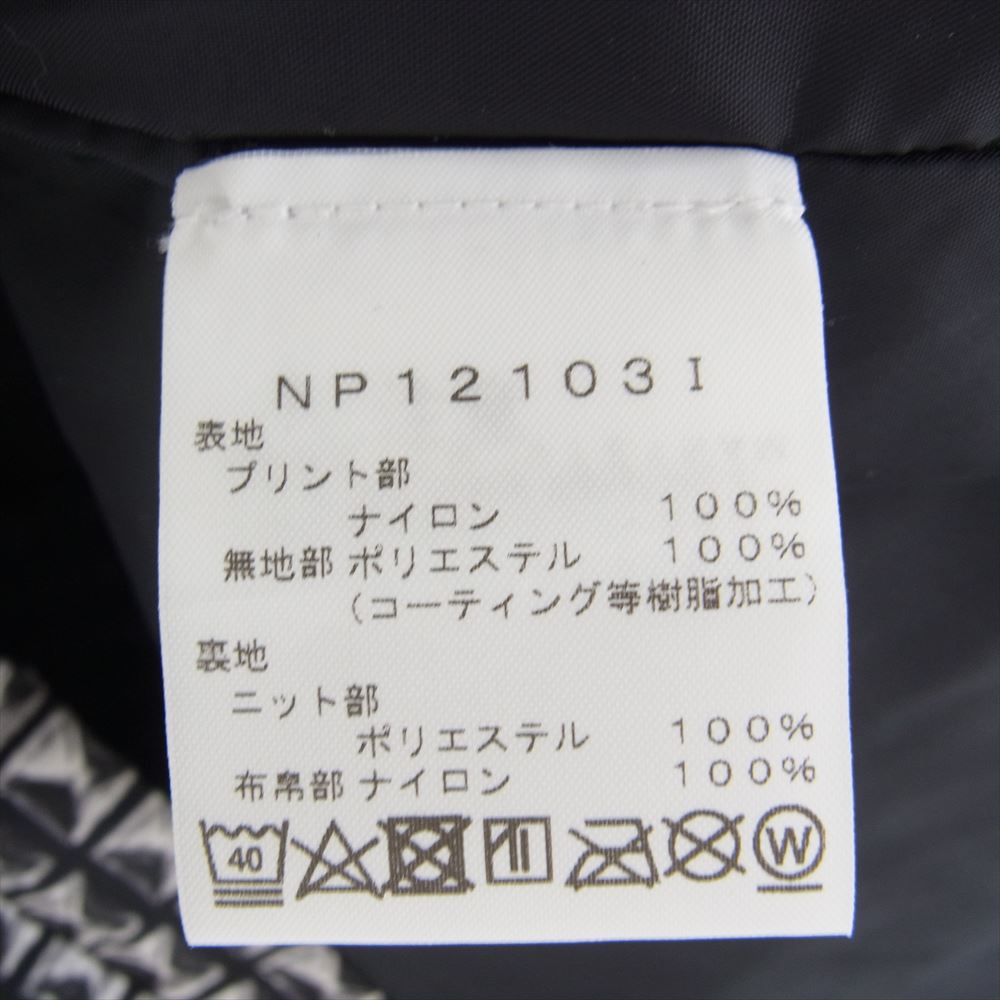 NP12103I
表地
プリント部
ナイロン 100%
無地部 ポリエステル 100%
(コーティング等樹脂加工)
裏地
ニット部
ポリエステル 100%
布帛部 ナイロン 100%
40 W